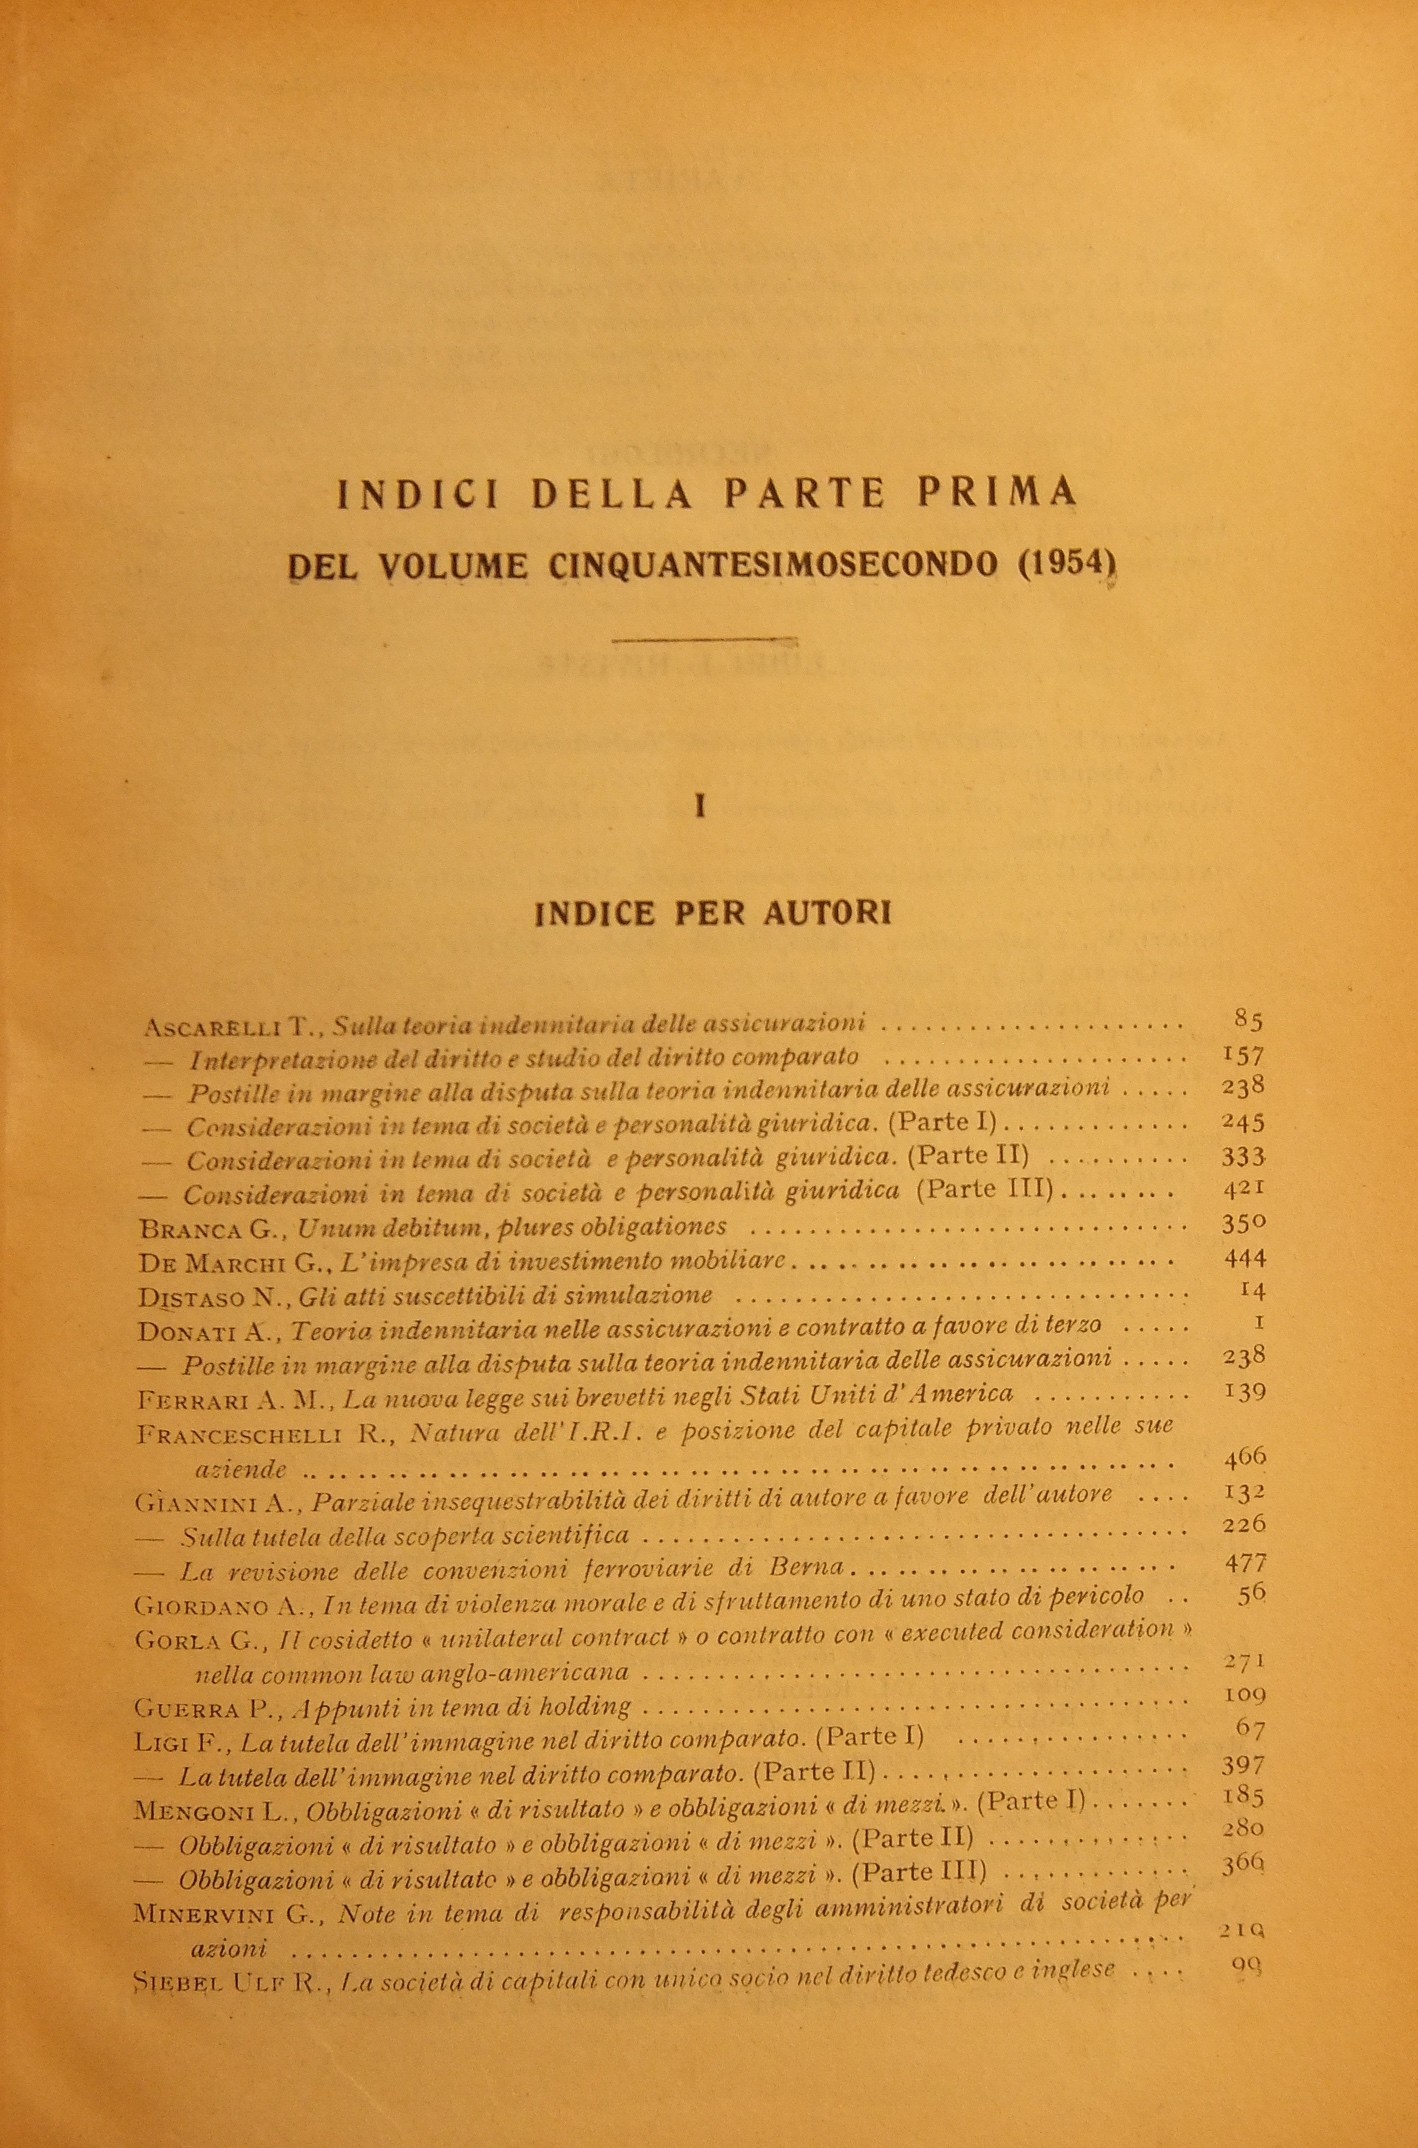 INDICI DELLA PARTE PRIMA
DEL VOLUME CINQUANTESIMOSECONDO (1954)
I
INDICE PER AUTORI
ASCARELLI T., Sulla teoria indennitaria delle assicurazioni ..................... 85
— Interpretazione del diritto e studio del diritto comparato ..................... 157
— Postille in margine alla disputa sulla teoria indennitaria delle assicurazioni ..... 238
— Considerazioni in tema di società e personalità giuridica. (Parte I) ............. 245
— Considerazioni in tema di società e personalità giuridica. (Parte II) .......... 333
— Considerazioni in tema di società e personalità giuridica (Parte III) ........ 421
BRANCA G., Unum debitum, plures obligationes .............................. 350
DE MARCHI G., L'impresa di investimento mobiliare .......................... 444
DISTASO N., Gli atti suscettibili di simulazione ............................... 14
DONATI A., Teoria indennitaria nelle assicurazioni e contratto a favore di terzo ..... 1
— Postille in margine alla disputa sulla teoria indennitaria delle assicurazioni ..... 238
FERRARI A. M., La nuova legge sui brevetti negli Stati Uniti d'America ........... 139
FRANCESCHELLI R., Natura dell'I.R.I. e posizione del capitale privato nelle sue
aziende .......................................................... 466
GIANNINI A., Parziale insequestrabilità dei diritti di autore a favore dell'autore .... 132
— Sulla tutela della scoperta scientifica ..................................... 226
— La revisione delle convenzioni ferroviarie di Berna ...................... 477
GIORDANO A., In tema di violenza morale e di sfruttamento di uno stato di pericolo .. 56
GORLA G., Il cosidetto « unilateral contract » o contratto con « executed consideration »
nella common law anglo-americana ..................................... 271
GUERRA P., Appunti in tema di holding ..................................... 109
LIGI F., La tutela dell'immagine nel diritto comparato. (Parte I) ................ 67
— La tutela dell'immagine nel diritto comparato. (Parte II) ..................... 397
MENGONI L., Obbligazioni « di risultato » e obbligazioni « di mezzi ». (Parte I) ....... 185
— Obbligazioni « di risultato » e obbligazioni « di mezzi ». (Parte II) .............. 280
— Obbligazioni « di risultato » e obbligazioni « di mezzi ». (Parte III) ............. 366
MINERVINI G., Note in tema di responsabilità degli amministratori di società per
azioni ............................................................ 219
SIEBEL ULF R., La società di capitali con unico socio nel diritto tedesco e inglese .... 99